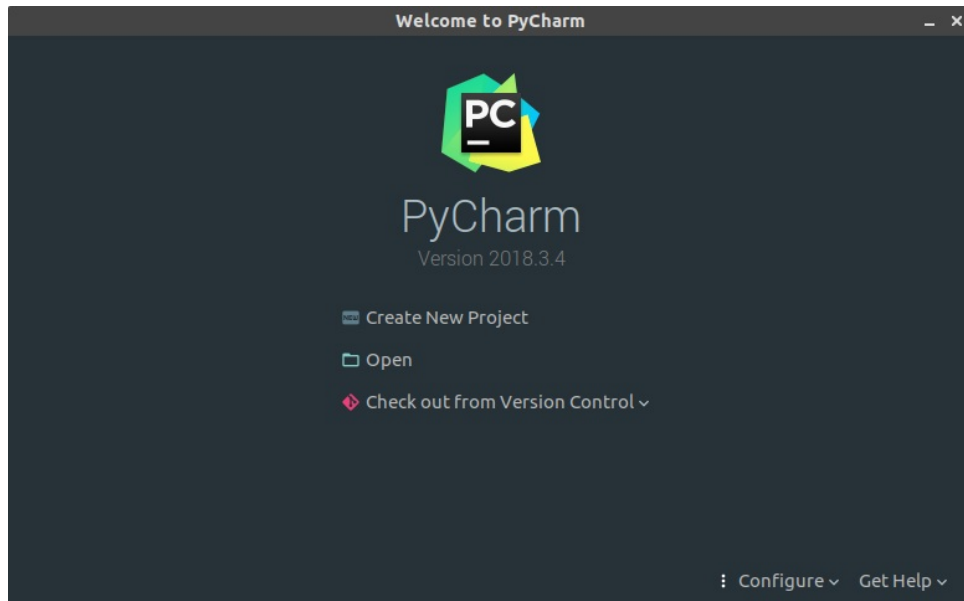 Welcome to PyCharm
PC
PyCharm
Version 2018.3.4
NEW Create New Project
Open
Check out from Version Control
Configure Get Help